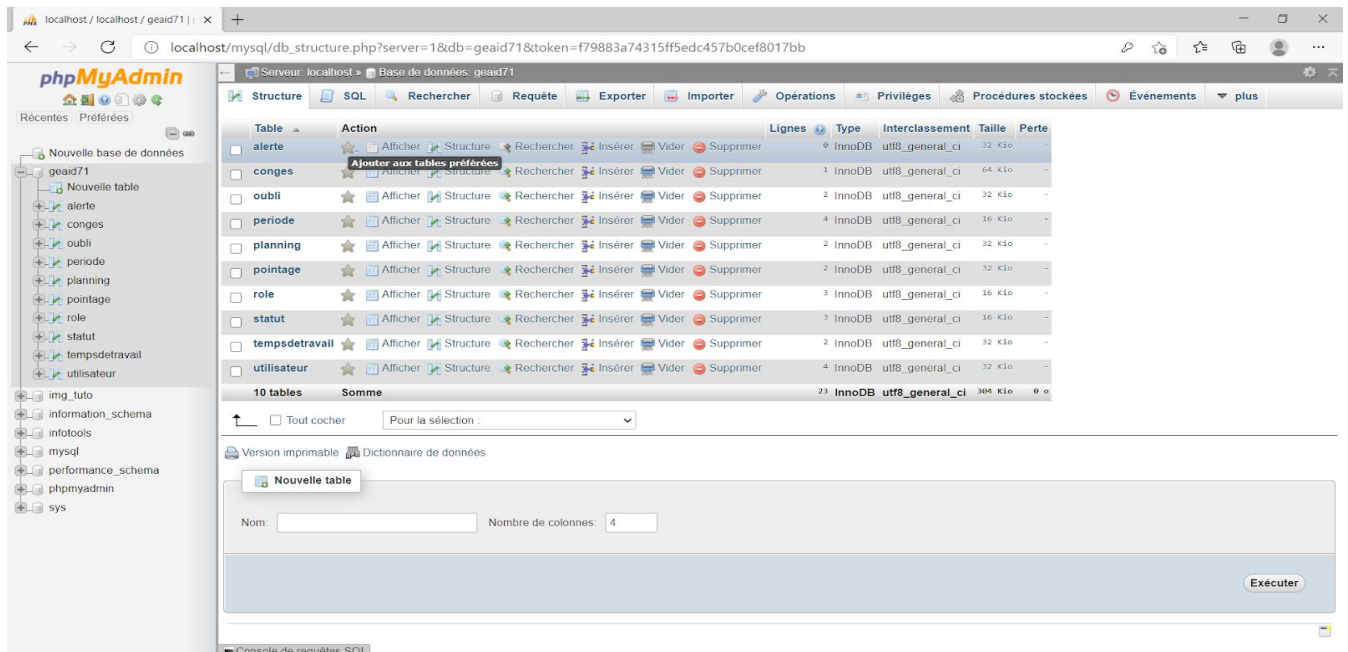 localhost / localhost / geaid71 | p
localhost/mysql/db_structure.php?server=1&db=geaid71&token=f79883a74315ff5edc457b0cef8017bb
phpMyAdmin
Récentes Préférées
Nouvelle base de données
geaid71
Nouvelle table
alerte
conges
oubli
periode
planning
pointage
role
statut
tempsdetravail
utilisateur
img_tuto
information_schema
infotools
mysql
performance_schema
phpmyadmin
sys
Serveur: localhost » Base de données: geaid71
Structure SQL Rechercher Requête Exporter Importer Opérations Privilèges Procédures stockées Événements plus
Table Action Lignes Type Interclassement Taille Perte
alerte Afficher Structure Rechercher Insérer Vider Supprimer 0 InnoDB utf8_general_ci 32 Kio -
Ajouter aux tables préférées
conges Afficher Structure Rechercher Insérer Vider Supprimer 1 InnoDB utf8_general_ci 64 Kio -
oubli Afficher Structure Rechercher Insérer Vider Supprimer 2 InnoDB utf8_general_ci 32 Kio -
periode Afficher Structure Rechercher Insérer Vider Supprimer 4 InnoDB utf8_general_ci 16 Kio -
planning Afficher Structure Rechercher Insérer Vider Supprimer 2 InnoDB utf8_general_ci 32 Kio -
pointage Afficher Structure Rechercher Insérer Vider Supprimer 2 InnoDB utf8_general_ci 32 Kio -
role Afficher Structure Rechercher Insérer Vider Supprimer 3 InnoDB utf8_general_ci 16 Kio -
statut Afficher Structure Rechercher Insérer Vider Supprimer 3 InnoDB utf8_general_ci 16 Kio -
tempsdetravail Afficher Structure Rechercher Insérer Vider Supprimer 2 InnoDB utf8_general_ci 32 Kio -
utilisateur Afficher Structure Rechercher Insérer Vider Supprimer 4 InnoDB utf8_general_ci 32 Kio -
10 tables Somme 23 InnoDB utf8_general_ci 304 Kio 0 o
Tout cocher Pour la sélection :
Version imprimable Dictionnaire de données
Nouvelle table
Nom: Nombre de colonnes: 4
Exécuter
Console de requêtes SQL